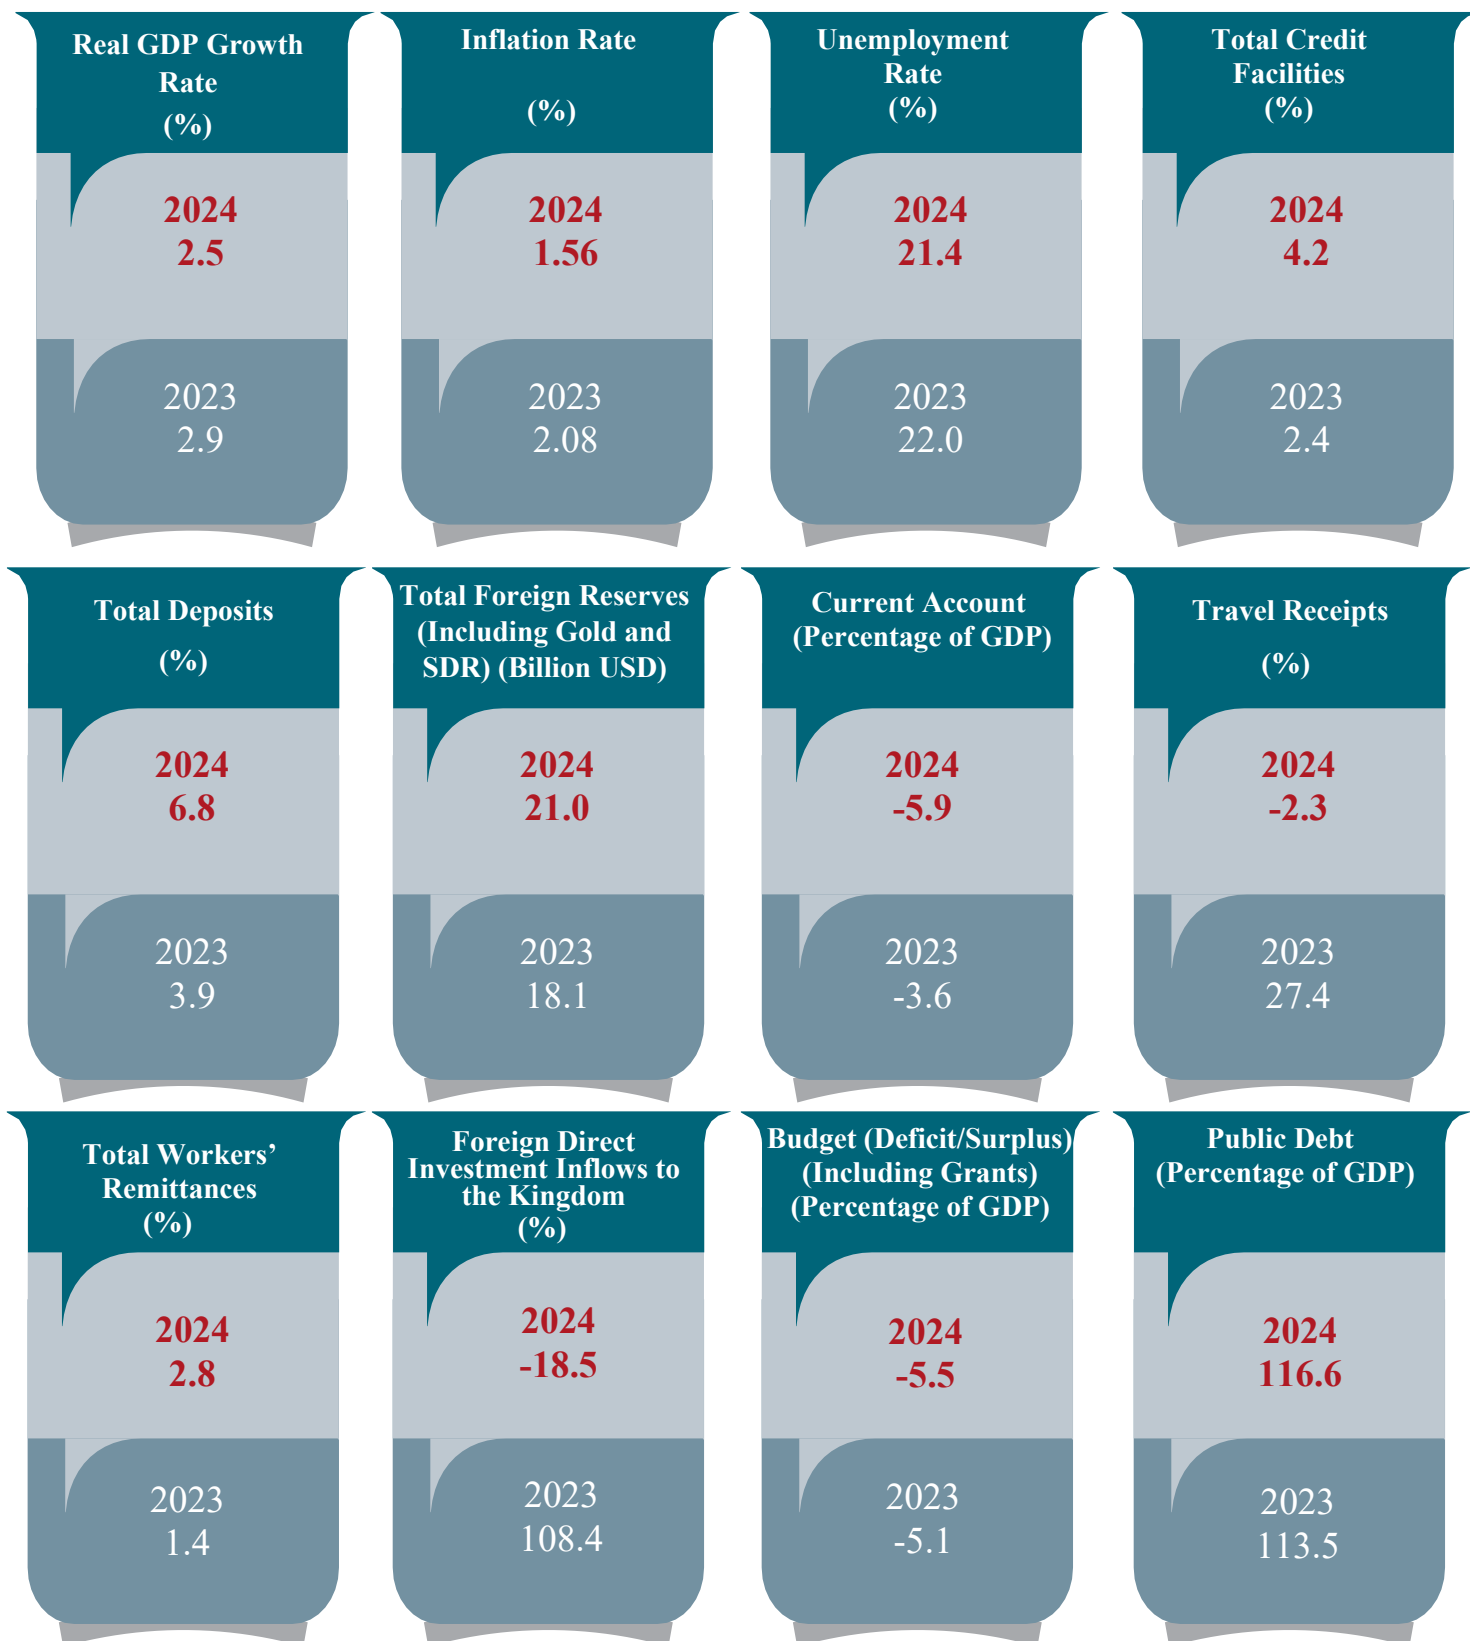 Real GDP Growth
Rate
(%)
2024
2.5
2023
2.9
Inflation Rate
(%)
2024
1.56
2023
2.08
Unemployment
Rate
(%)
2024
21.4
2023
22.0
Total Credit
Facilities
(%)
2024
4.2
2023
2.4
Total Deposits
(%)
2024
6.8
2023
3.9
Total Foreign Reserves
(Including Gold and
SDR) (Billion USD)
2024
21.0
2023
18.1
Current Account
(Percentage of GDP)
2024
-5.9
2023
-3.6
Travel Receipts
(%)
2024
-2.3
2023
27.4
Total Workers’
Remittances
(%)
2024
2.8
2023
1.4
Foreign Direct
Investment Inflows to
the Kingdom
(%)
2024
-18.5
2023
108.4
Budget (Deficit/Surplus)
(Including Grants)
(Percentage of GDP)
2024
-5.5
2023
-5.1
Public Debt
(Percentage of GDP)
2024
116.6
2023
113.5